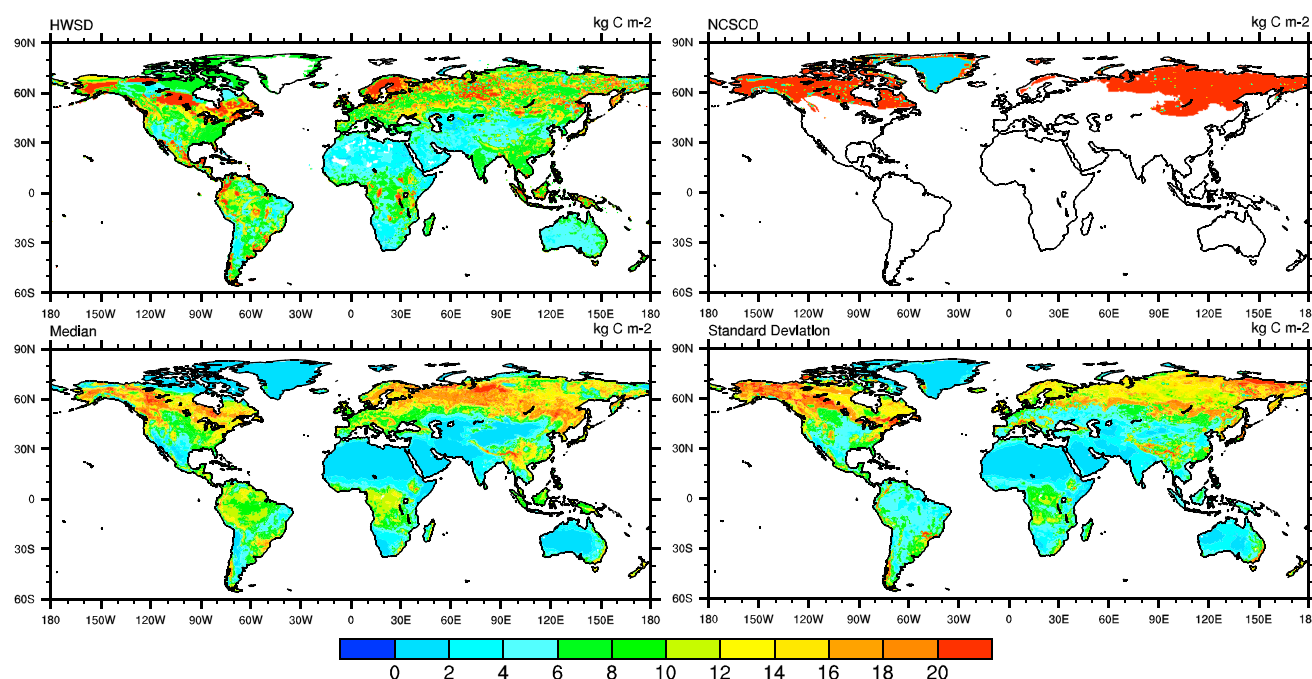 HWSD kg C m-2 NCSCD kg C m-2
90N 90N
60N 60N
30N 30N
0 0
30S 30S
60S 60S
180 150W 120W 90W 60W 30W 0 30E 60E 90E 120E 150E 180 180 150W 120W 90W 60W 30W 0 30E 60E 90E 120E 150E 18
Median kg C m-2 Standard Deviation kg C m-2
90N 90N
60N 60N
30N 30N
0 0
30S 30S
60S 60S
180 150W 120W 90W 60W 30W 0 30E 60E 90E 120E 150E 180 180 150W 120W 90W 60W 30W 0 30E 60E 90E 120E 150E 18
0 2 4 6 8 10 12 14 16 18 20